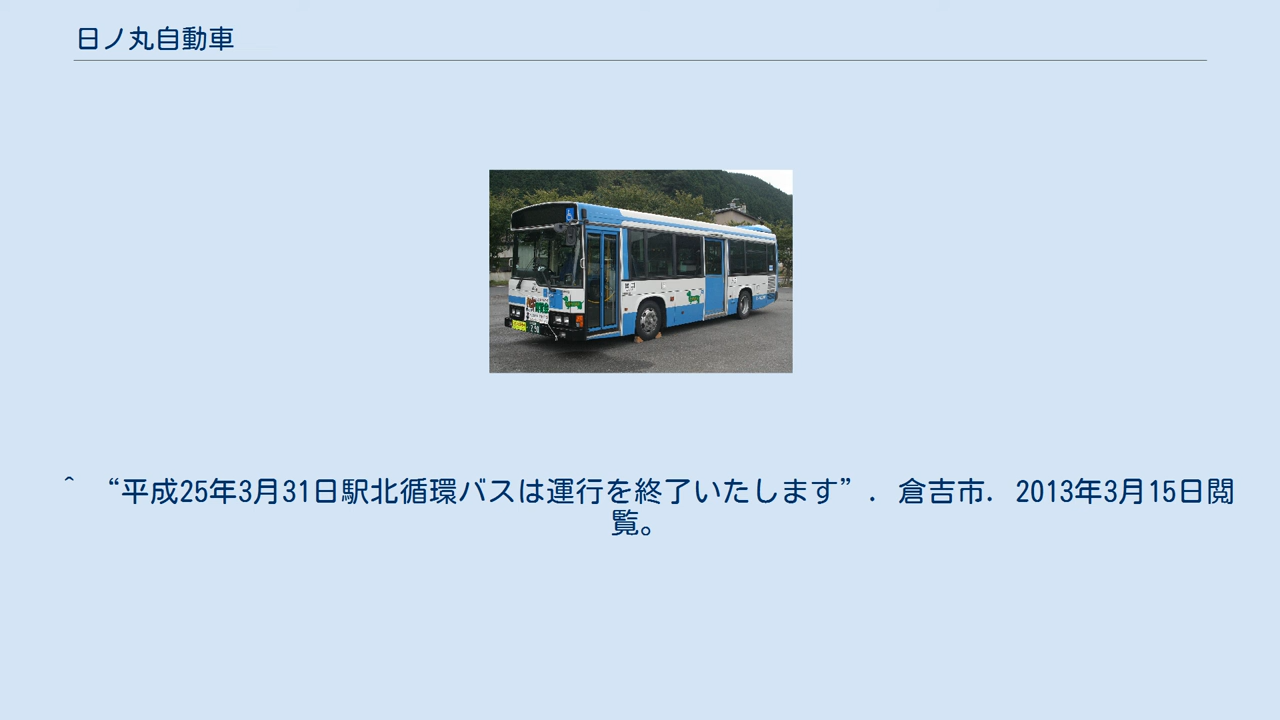 日ノ丸自動車
^ “平成25年3月31日駅北循環バスは運行を終了いたします”. 倉吉市. 2013年3月15日閲
覧。